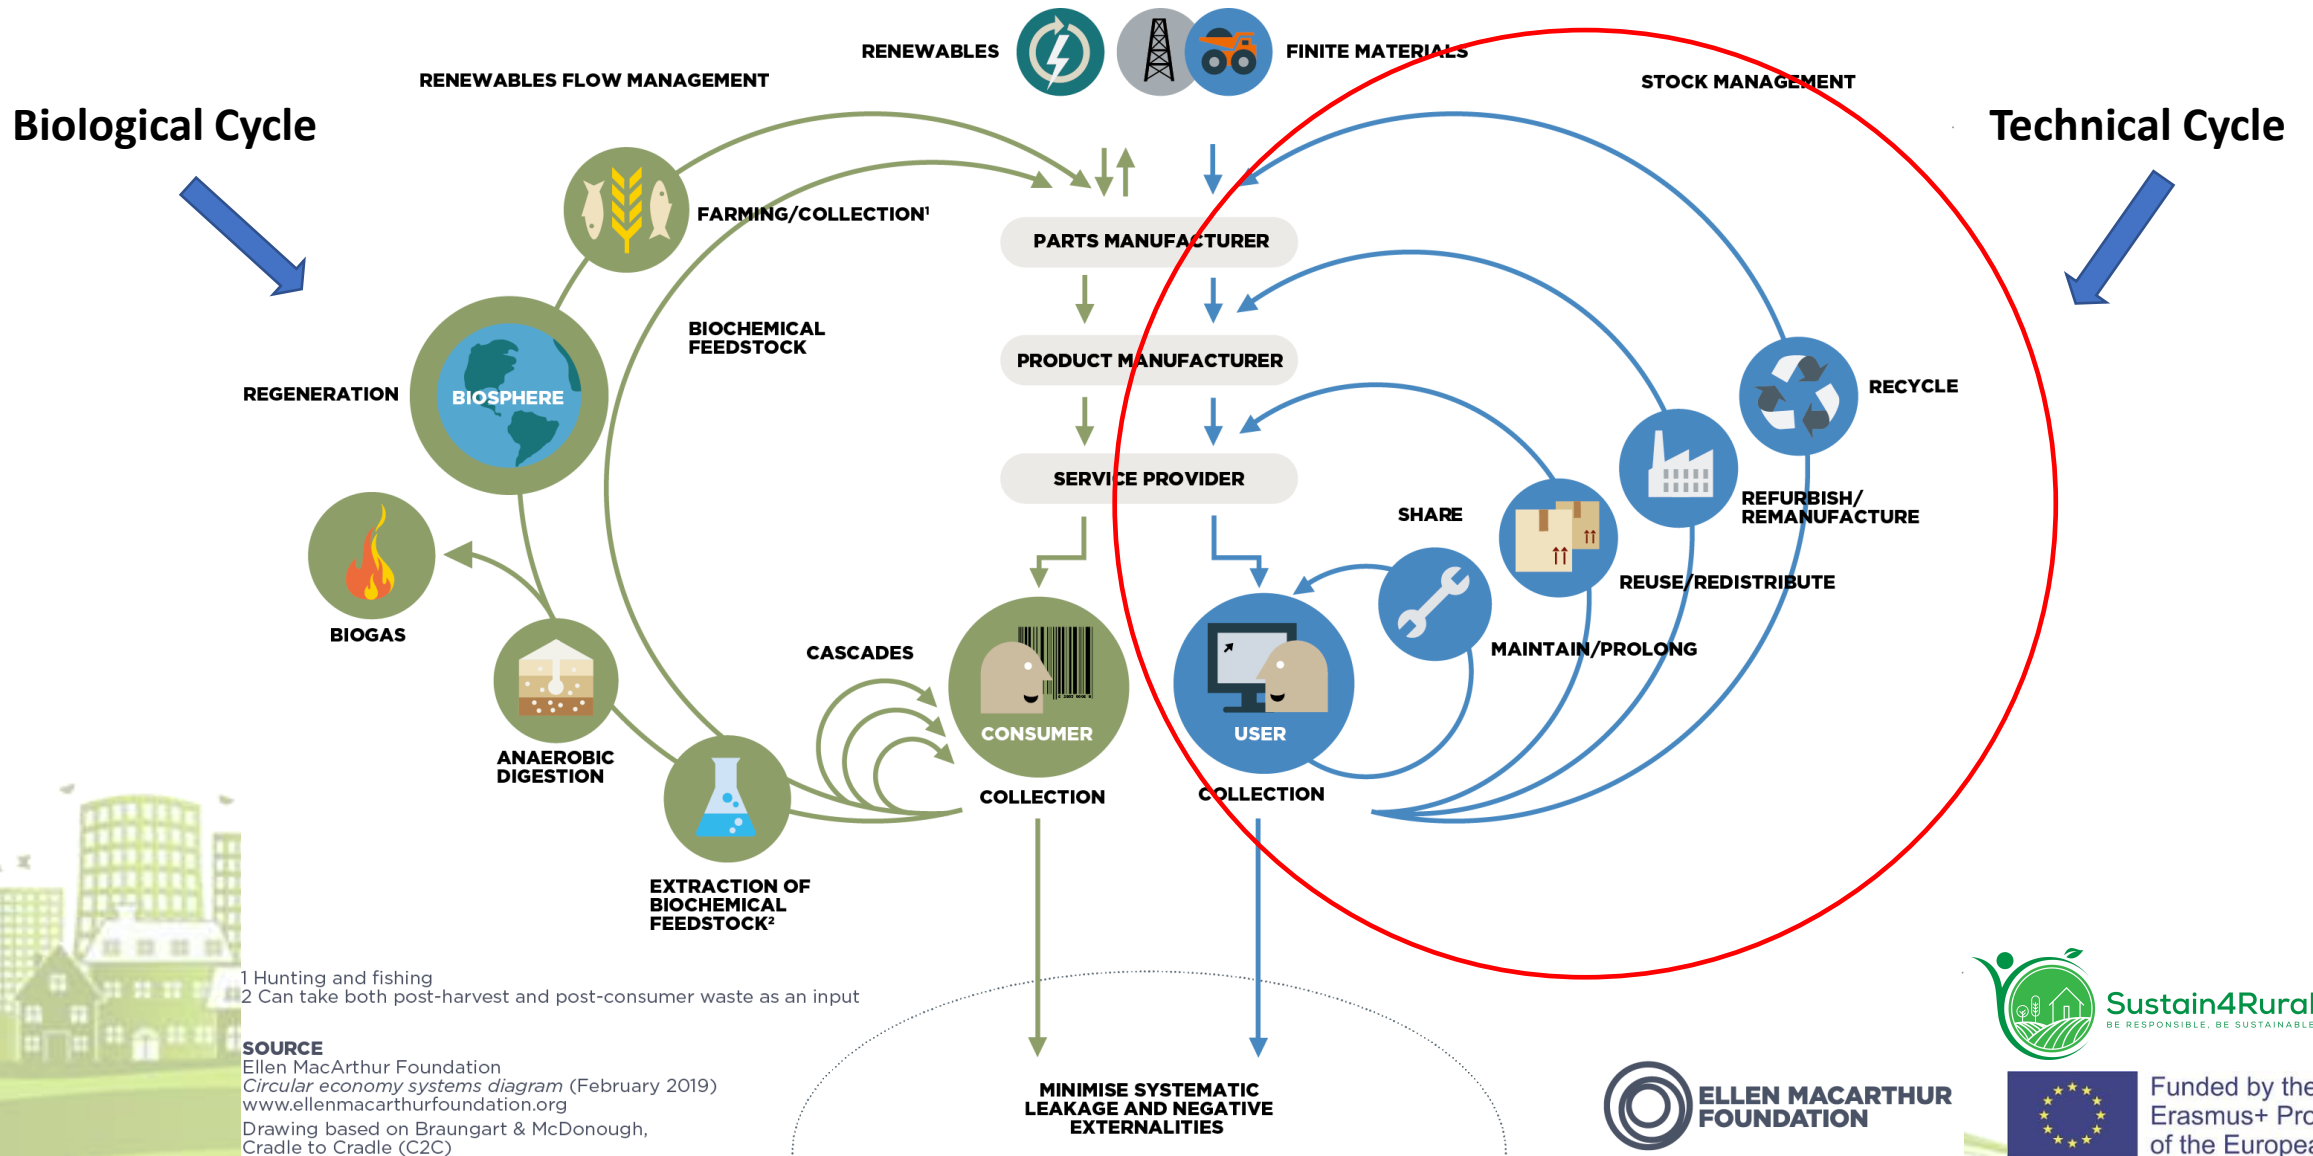 RENEWABLES
FINITE MATERIALS
RENEWABLES FLOW MANAGEMENT
STOCK MANAGEMENT
Biological Cycle
Technical Cycle
FARMING/COLLECTION¹
PARTS MANUFACTURER
BIOCHEMICAL
FEEDSTOCK
PRODUCT MANUFACTURER
REGENERATION
BIOSPHERE
RECYCLE
SERVICE PROVIDER
SHARE
REFURBISH/
REMANUFACTURE
REUSE/REDISTRIBUTE
BIOGAS
CASCADES
MAINTAIN/PROLONG
CONSUMER
USER
ANAEROBIC
DIGESTION
COLLECTION
COLLECTION
EXTRACTION OF
BIOCHEMICAL
FEEDSTOCK²
1 Hunting and fishing
2 Can take both post-harvest and post-consumer waste as an input
SOURCE
Ellen MacArthur Foundation
Circular economy systems diagram (February 2019)
www.ellenmacarthurfoundation.org
Drawing based on Braungart & McDonough,
Cradle to Cradle (C2C)
MINIMISE SYSTEMATIC
LEAKAGE AND NEGATIVE
EXTERNALITIES
ELLEN MACARTHUR
FOUNDATION
Sustain4Rural
BE RESPONSIBLE, BE SUSTAINABLE
Funded by the
Erasmus+ Pro
of the Europea